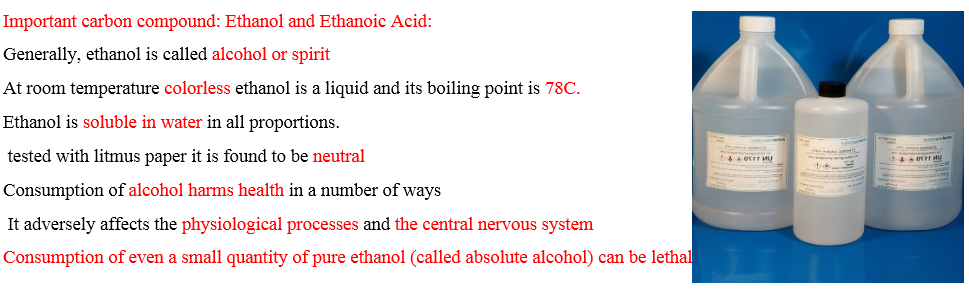 Important carbon compound: Ethanol and Ethanoic Acid:
Generally, ethanol is called alcohol or spirit
At room temperature colorless ethanol is a liquid and its boiling point is 78C.
Ethanol is soluble in water in all proportions.
tested with litmus paper it is found to be neutral
Consumption of alcohol harms health in a number of ways
It adversely affects the physiological processes and the central nervous system
Consumption of even a small quantity of pure ethanol (called absolute alcohol) can be lethal
UN 1170
UN 1170